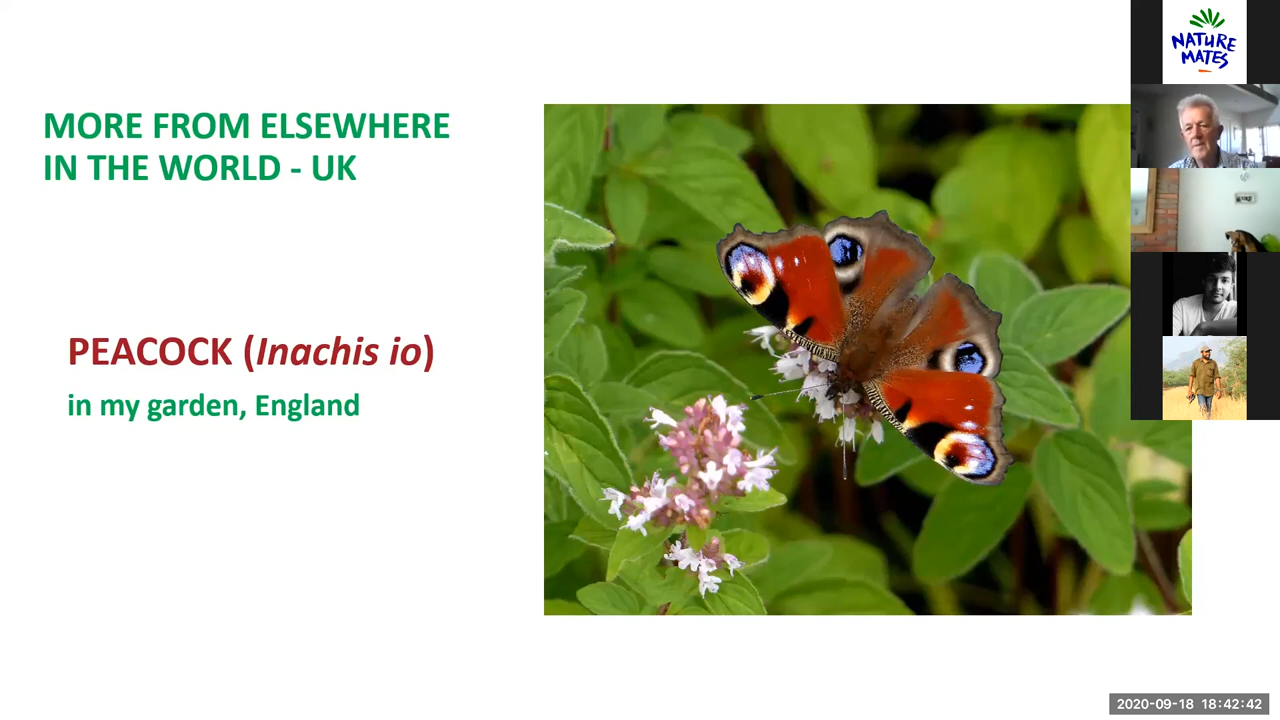 MORE FROM ELSEWHERE
IN THE WORLD - UK
PEACOCK (Inachis io)
in my garden, England
NATURE
MATES
2020-09-18 18:42:42